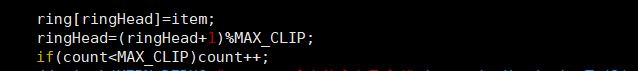 ring[ringHead]=item;
ringHead=(ringHead+1)%MAX_CLIP;
if(count<MAX_CLIP)count++;